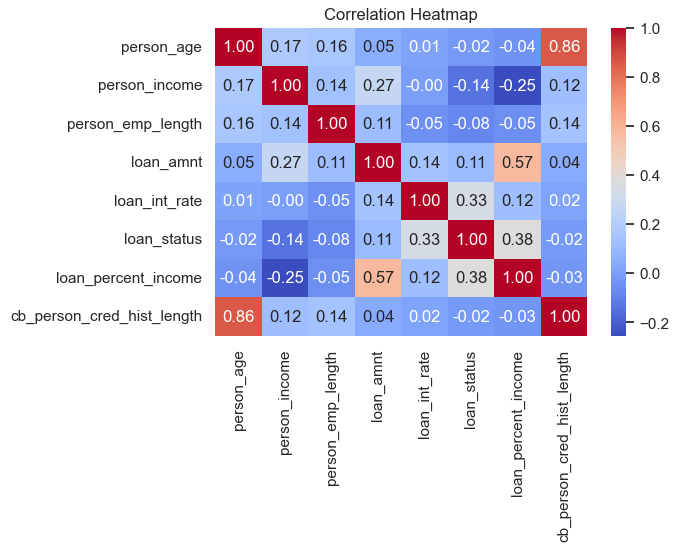 Correlation Heatmap
person_age 1.00 0.17 0.16 0.05 0.01 -0.02 -0.04 0.86
person_income 0.17 1.00 0.14 0.27 -0.00 -0.14 -0.25 0.12
person_emp_length 0.16 0.14 1.00 0.11 -0.05 -0.08 -0.05 0.14
loan_amnt 0.05 0.27 0.11 1.00 0.14 0.11 0.57 0.04
loan_int_rate 0.01 -0.00 -0.05 0.14 1.00 0.33 0.12 0.02
loan_status -0.02 -0.14 -0.08 0.11 0.33 1.00 0.38 -0.02
loan_percent_income -0.04 -0.25 -0.05 0.57 0.12 0.38 1.00 -0.03
cb_person_cred_hist_length 0.86 0.12 0.14 0.04 0.02 -0.02 -0.03 1.00
person_age
person_income
person_emp_length
loan_amnt
loan_int_rate
loan_status
loan_percent_income
cb_person_cred_hist_length
1.0
0.8
0.6
0.4
0.2
0.0
-0.2